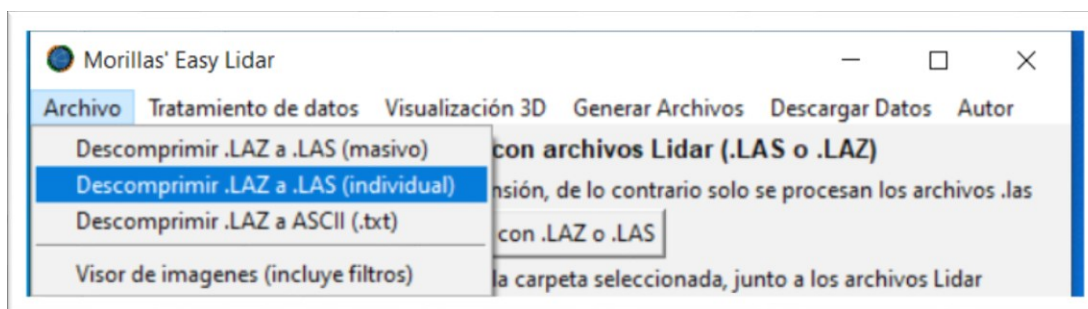 Morillas' Easy Lidar
Archivo Tratamiento de datos Visualización 3D Generar Archivos Descargar Datos Autor
Descomprimir .LAZ a .LAS (masivo)
con archivos Lidar (.LAS o .LAZ)
Descomprimir .LAZ a .LAS (individual)
nsión, de lo contrario solo se procesan los archivos .las
Descomprimir .LAZ a ASCII (.txt)
con .LAZ o .LAS
Visor de imagenes (incluye filtros)
la carpeta seleccionada, junto a los archivos Lidar